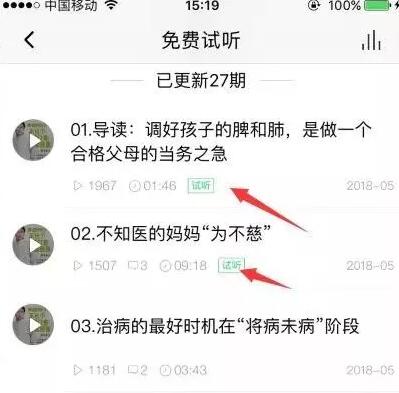 中国移动 15:19 100%
免费试听
已更新27期
01.导读：调好孩子的脾和肺，是做一个
合格父母的当务之急
1967 01:46 试听 2018-05
02.不知医的妈妈“为不慈”
1507 3 09:18 试听 2018-05
03.治病的最好时机在“将病未病”阶段
1181 2 03:43 2018-05